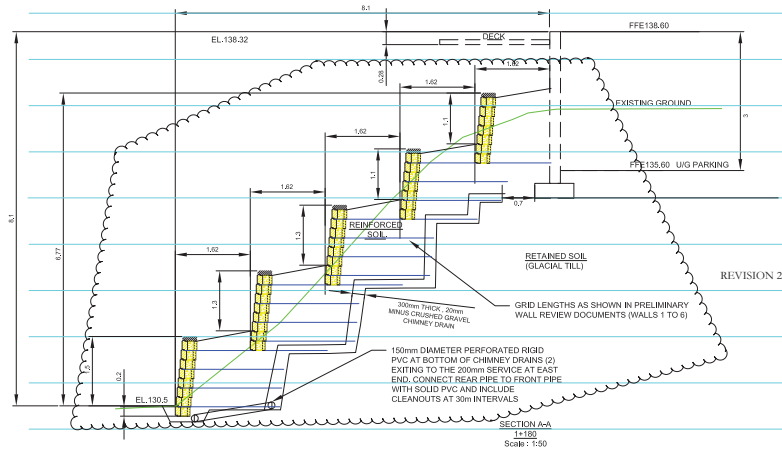 8.1
FFE138.60
EL.138.32
DECK
0.28
1.62
1.62
EXISTING GROUND
1.1
3
1.62
1.1
FFE135.60 U/G PARKING
1.62
0.7
8,1
6,77
REINFORCED
SOIL.
1.3
1.62
RETAINED SOIL
(GLACIAL TILL)
REVISION 2
300mm THICK , 20mm
MINUS CRUSHED GRAVEL
CHIMNEY DRAIN
GRID LENGTHS AS SHOWN IN PRELIMINARY
WALL REVIEW DOCUMENTS (WALLS 1 TO 6)
1.3
150mm DIAMETER PERFORATED RIGID
PVC AT BOTTOM OF CHIMNEY DRAINS (2)
EXITING TO THE 200mm SERVICE AT EAST
END. CONNECT REAR PIPE TO FRONT PIPE
WITH SOLID PVC AND INCLUDE
CLEANOUTS AT 30m INTERVALS
0.2
EL.130.5
SECTION A-A
1+180
Scale : 1:50